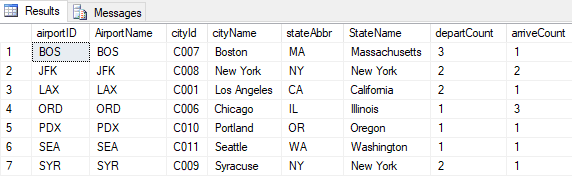 Results Messages
airportID AirportName cityId cityName stateAbbr StateName departCount arriveCount
1 BOS BOS C007 Boston MA Massachusetts 3 1
2 JFK JFK C008 New York NY New York 2 2
3 LAX LAX C001 Los Angeles CA California 2 1
4 ORD ORD C006 Chicago IL Illinois 1 3
5 PDX PDX C010 Portland OR Oregon 1 1
6 SEA SEA C011 Seattle WA Washington 1 1
7 SYR SYR C009 Syracuse NY New York 2 1